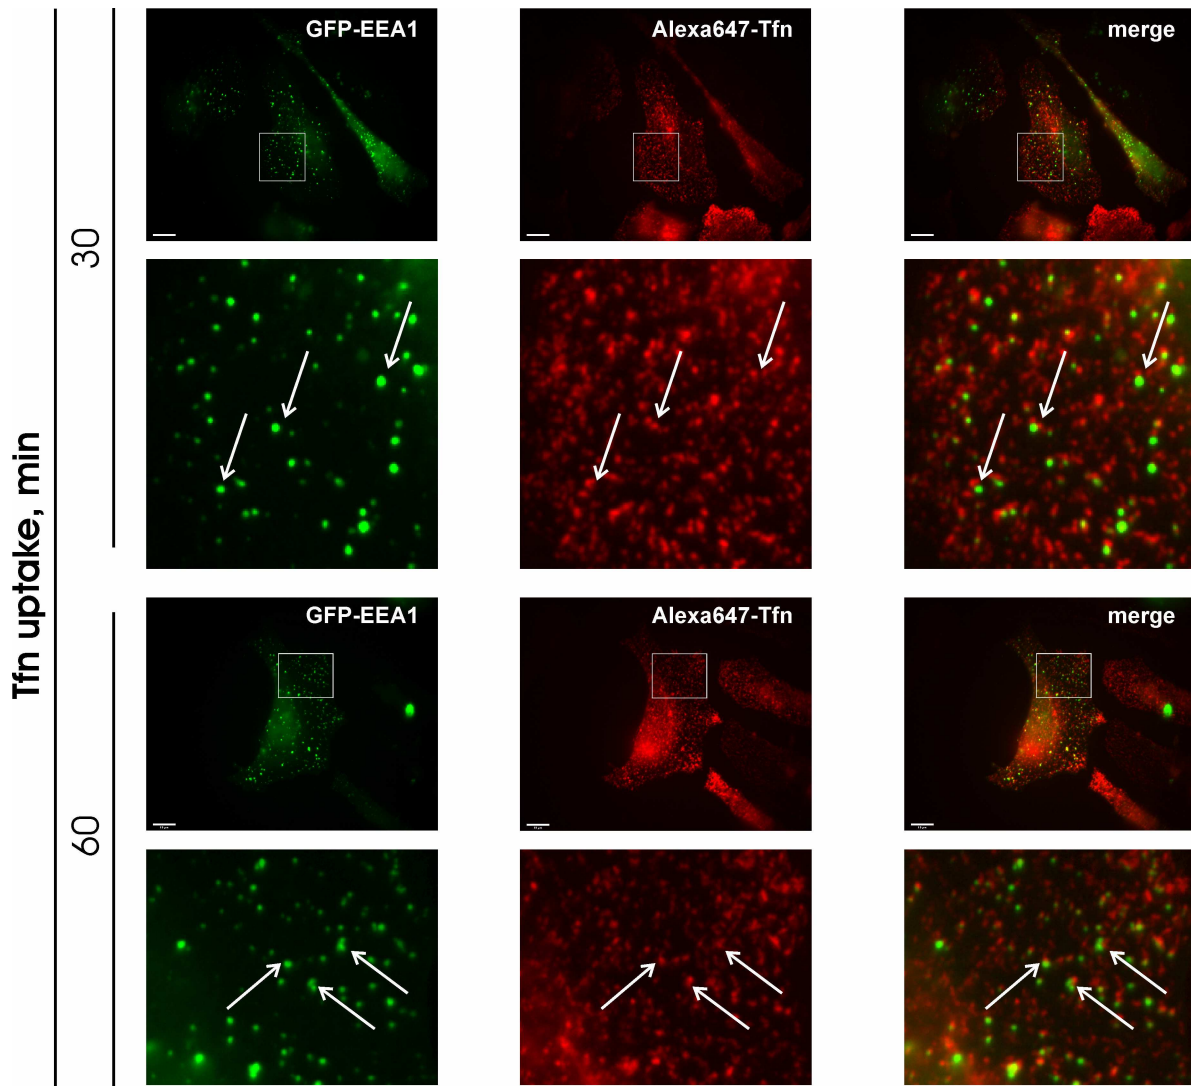 Tfn uptake, min
30
GFP-EEA1
Alexa647-Tfn
merge
60
GFP-EEA1
Alexa647-Tfn
merge